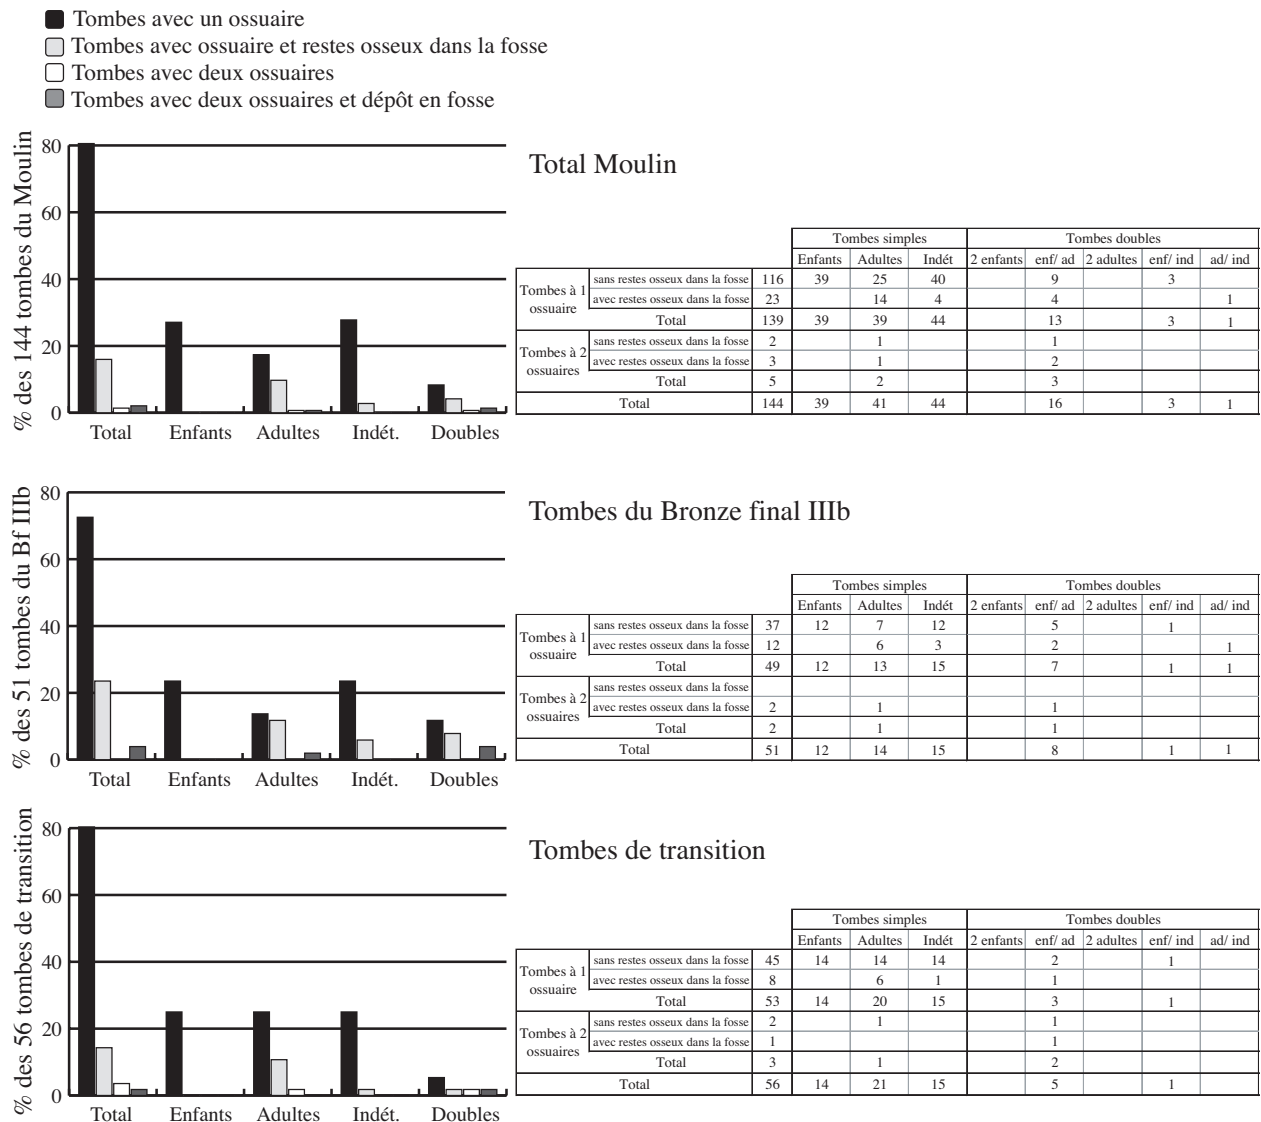 Tombes avec un ossuaire
Tombes avec ossuaire et restes osseux dans la fosse
Tombes avec deux ossuaires
Tombes avec deux ossuaires et dépôt en fosse
Total Moulin
% des 144 tombes du Moulin
80
60
40
20
0
Total Enfants Adultes Indét. Doubles
Tombes simples Tombes doubles
Enfants Adultes Indét 2 enfants enf/ ad 2 adultes enf/ ind ad/ ind
Tombes à 1 ossuaire
sans restes osseux dans la fosse 116 39 25 40 9 3
avec restes osseux dans la fosse 23 14 4 4 1
Total 139 39 39 44 13 3 1
Tombes à 2 ossuaires
sans restes osseux dans la fosse 2 1 1
avec restes osseux dans la fosse 3 1 2
Total 5 2 3
Total 144 39 41 44 16 3 1
Tombes du Bronze final IIIb
% des 51 tombes du Bf IIIb
80
60
40
20
0
Total Enfants Adultes Indét. Doubles
Tombes simples Tombes doubles
Enfants Adultes Indét 2 enfants enf/ ad 2 adultes enf/ ind ad/ ind
Tombes à 1 ossuaire
sans restes osseux dans la fosse 37 12 7 12 5 1
avec restes osseux dans la fosse 12 6 3 2 1
Total 49 12 13 15 7 1 1
Tombes à 2 ossuaires
sans restes osseux dans la fosse
avec restes osseux dans la fosse 2 1 1
Total 2 1 1
Total 51 12 14 15 8 1 1
Tombes de transition
% des 56 tombes de transition
80
60
40
20
0
Total Enfants Adultes Indét. Doubles
Tombes simples Tombes doubles
Enfants Adultes Indét 2 enfants enf/ ad 2 adultes enf/ ind ad/ ind
Tombes à 1 ossuaire
sans restes osseux dans la fosse 45 14 14 14 2 1
avec restes osseux dans la fosse 8 6 1 1
Total 53 14 20 15 3 1
Tombes à 2 ossuaires
sans restes osseux dans la fosse 2 1 1
avec restes osseux dans la fosse 1 1
Total 3 1 2
Total 56 14 21 15 5 1